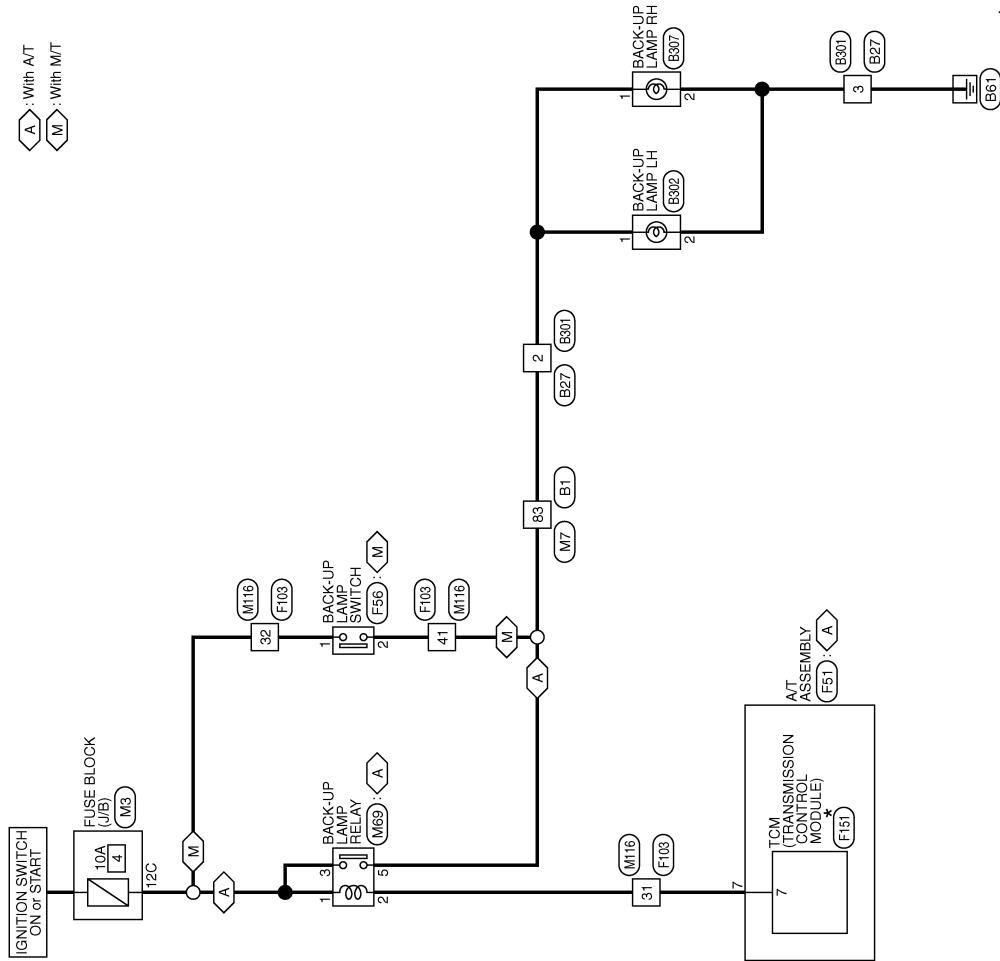 A : With A/T
M : With M/T
IGNITION SWITCH
ON or START
FUSE BLOCK
(J/B)
M3
10A
4
12C
M
A
M116
F103
32
BACK-UP
LAMP
SWITCH
F56 : M
1
2
F103
M116
41
M
A
BACK-UP
LAMP
RELAY
M69 : A
1
3
2
5
M116
F103
31
A/T
ASSEMBLY
F51 : A
7
TCM
(TRANSMISSION
CONTROL
MODULE)
*
F151
7
83
M7
B1
2
B27
B301
BACK-UP
LAMP LH
B302
1
2
BACK-UP
LAMP RH
B307
1
2
B301
B27
3
B61